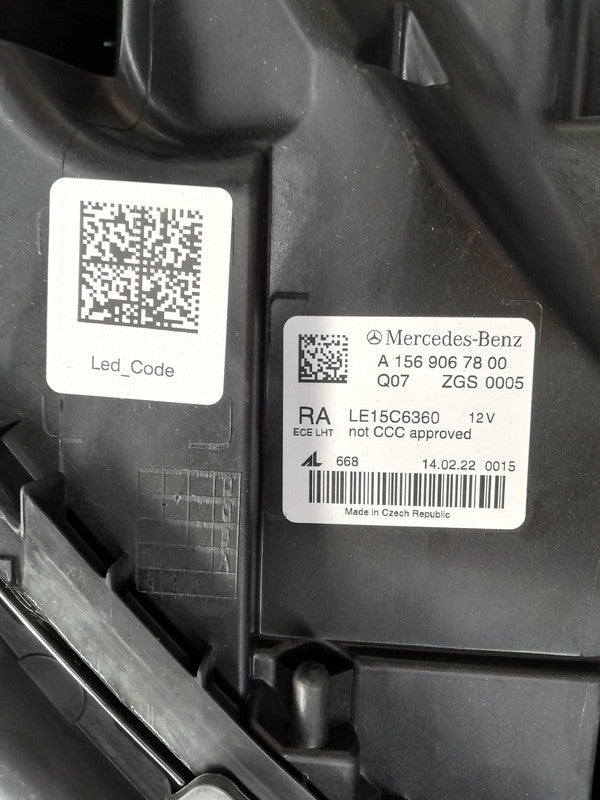 Led_Code
Mercedes-Benz
A 156 906 78 00
Q07 ZGS 0005
RA LE15C6360 12V
ECE LHT not CCC approved
AL 668 14.02.22 0015
Made in Czech Republic